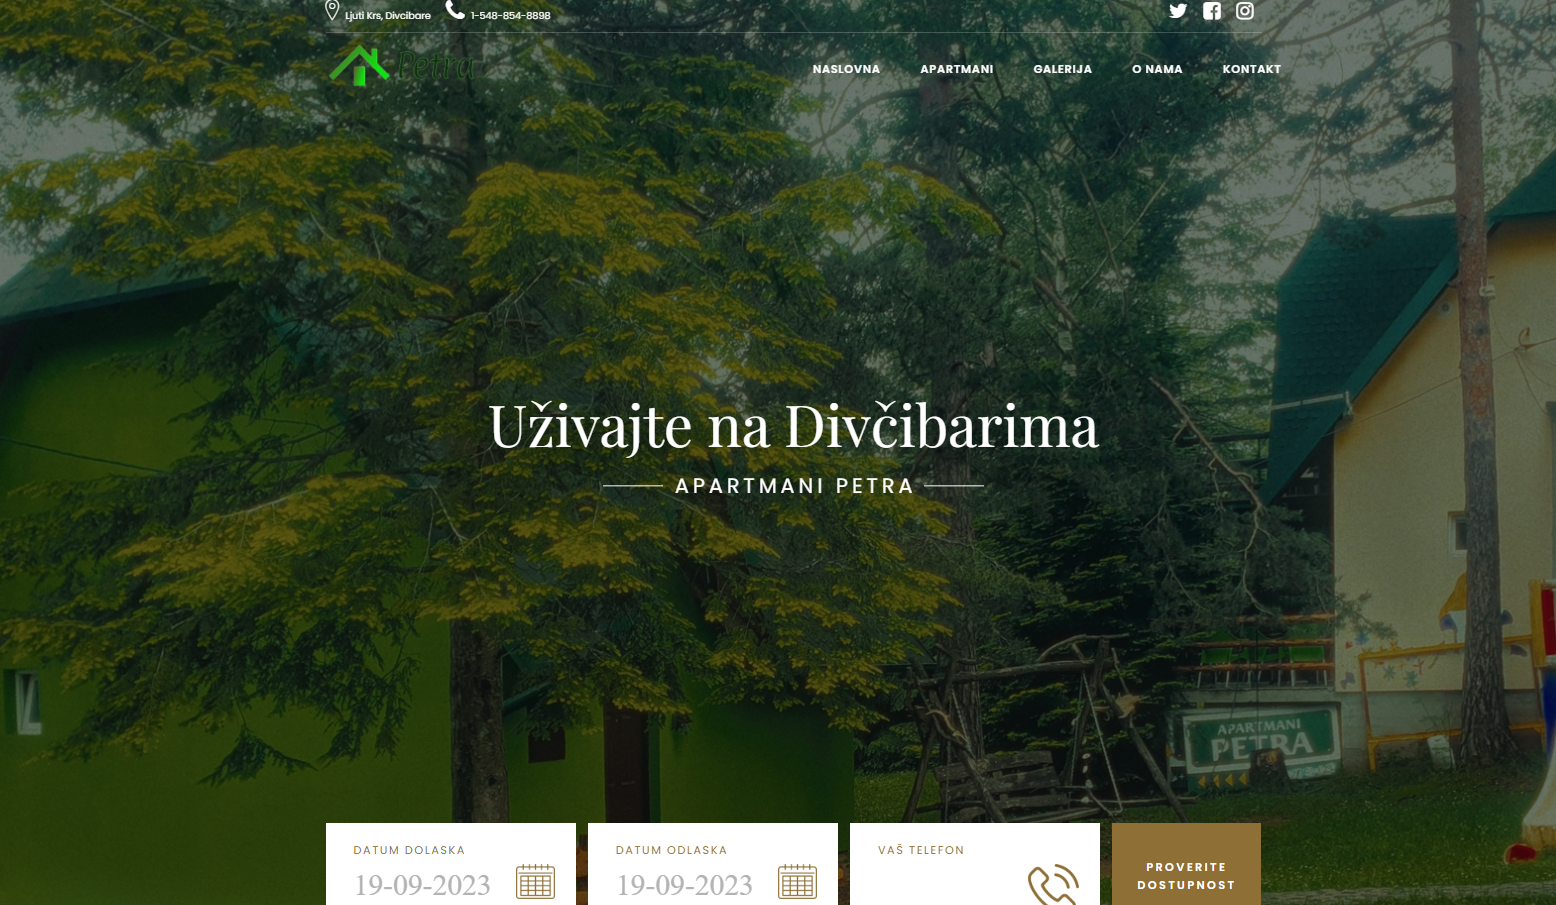 Ljuti Krs, Divcibare 1-548-854-8898
Petra
NASLOVNA APARTMANI GALERIJA O NAMA KONTAKT
Uživajte na Divčibarima
APARTMANI PETRA
APARTMANI
PETRA
DATUM DOLASKA DATUM ODLASKA VAŠ TELEFON
19-09-2023 19-09-2023
PROVERITE
DOSTUPNOST